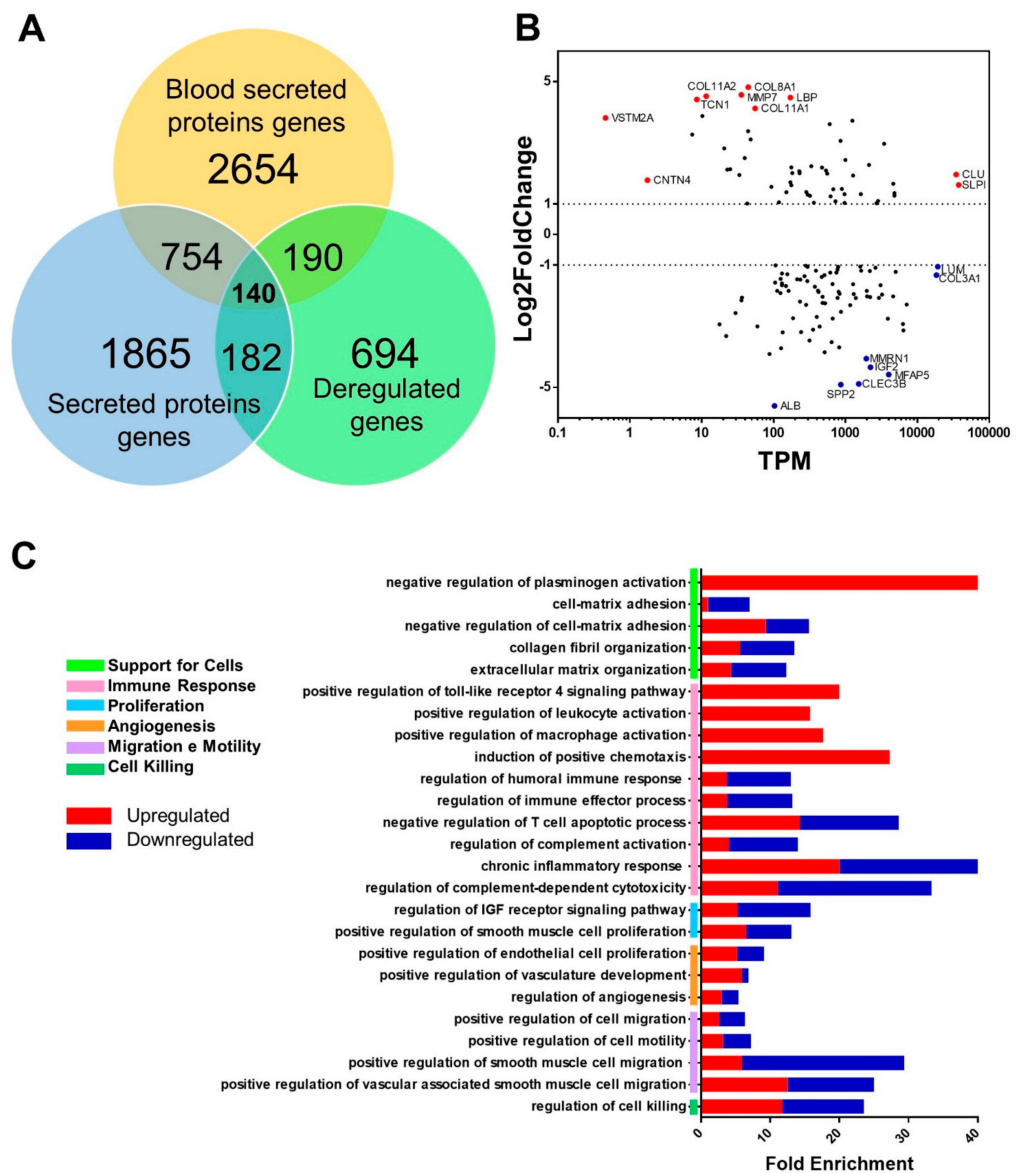 A
Blood secreted
proteins genes
2654
754
190
140
1865
182
694
Secreted proteins
genes
Deregulated
genes
B
Log2FoldChange
5
1
0
-1
-5
COL11A2
COL8A1
TCN1
MMP7
LBP
COL11A1
VSTM2A
CNTN4
CLU
SLPI
LUM
COL3A1
MMRN1
IGF2
MFAP5
CLEC3B
SPP2
ALB
0.1
1
10
100
1000
10000
100000
TPM
C
Support for Cells
Immune Response
Proliferation
Angiogenesis
Migration e Motility
Cell Killing
Upregulated
Downregulated
negative regulation of plasminogen activation
cell-matrix adhesion
negative regulation of cell-matrix adhesion
collagen fibril organization
extracellular matrix organization
positive regulation of toll-like receptor 4 signaling pathway
positive regulation of leukocyte activation
positive regulation of macrophage activation
induction of positive chemotaxis
regulation of humoral immune response
regulation of immune effector process
negative regulation of T cell apoptotic process
regulation of complement activation
chronic inflammatory response
regulation of complement-dependent cytotoxicity
regulation of IGF receptor signaling pathway
positive regulation of smooth muscle cell proliferation
positive regulation of endothelial cell proliferation
positive regulation of vasculature development
regulation of angiogenesis
positive regulation of cell migration
positive regulation of cell motility
positive regulation of smooth muscle cell migration
positive regulation of vascular associated smooth muscle cell migration
regulation of cell killing
0
10
20
30
40
Fold Enrichment